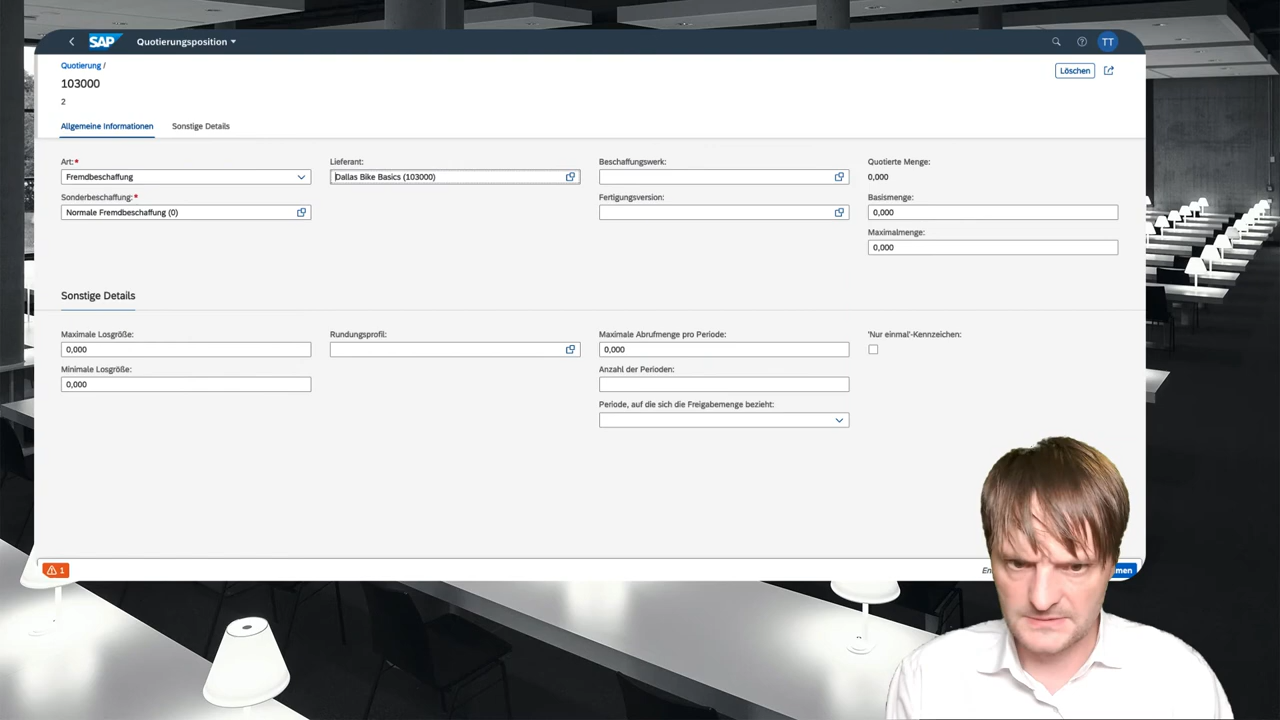 SAP Quotierungsposition TT
Quotierung /
103000
Löschen
2
Allgemeine Informationen Sonstige Details
Art:* Lieferant: Beschaffungswerk: Quotierte Menge:
Fremdbeschaffung Dallas Bike Basics (103000) 0,000
Sonderbeschaffung:* Fertigungsversion: Basismenge:
Normale Fremdbeschaffung (0) 0,000
Maximalmenge:
0,000
Sonstige Details
Maximale Losgröße: Rundungsprofil: Maximale Abrufmenge pro Periode: 'Nur einmal'-Kennzeichen:
0,000 0,000
Minimale Losgröße: Anzahl der Perioden:
0,000
Periode, auf die sich die Freigabemenge bezieht:
1